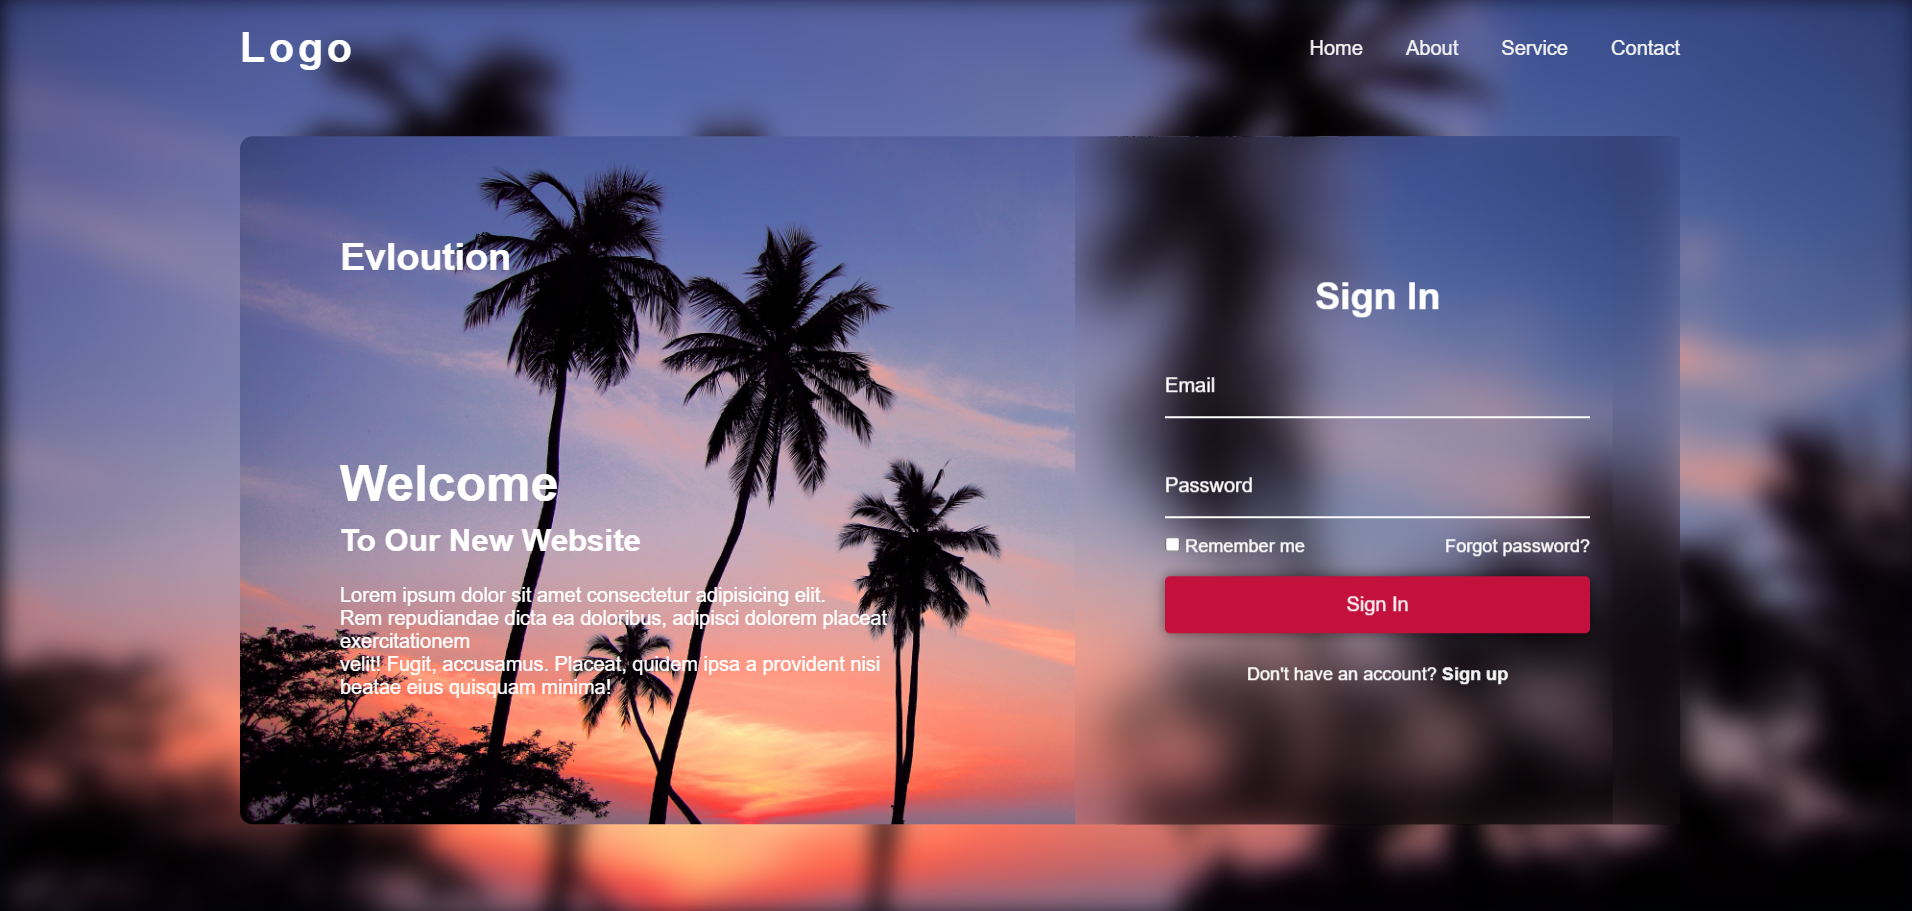 Logo
Home About Service Contact
Evloution
Welcome
To Our New Website
Lorem ipsum dolor sit amet consectetur adipisicing elit.
Rem repudiandae dicta ea doloribus, adipisci dolorem placeat
exercitationem
velit! Fugit, accusamus. Placeat, quidem ipsa a provident nisi
beatae eius quisquam minima!
Sign In
Email
Password
Remember me Forgot password?
Sign In
Don't have an account? Sign up